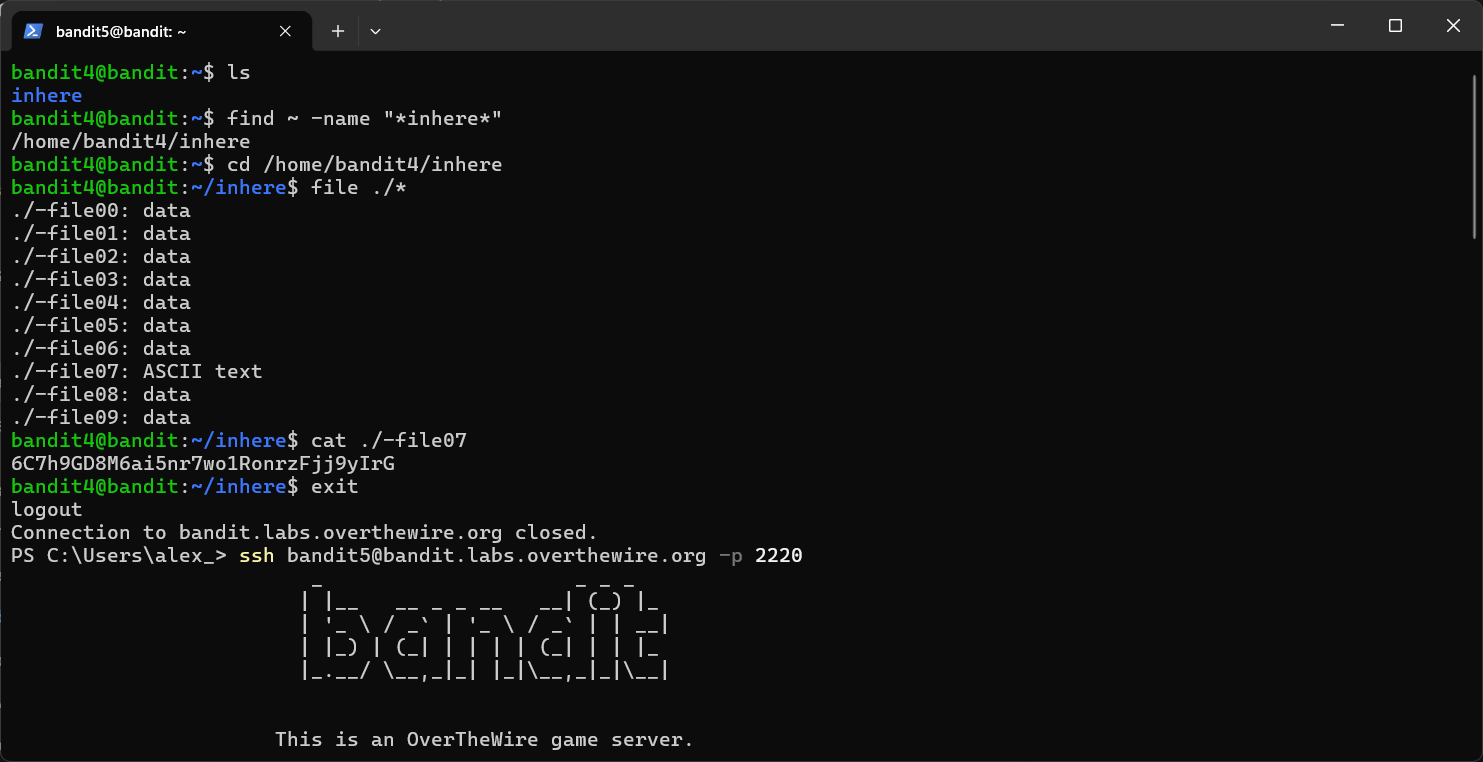 bandit5@bandit: ~
bandit4@bandit:~$ ls
inhere
bandit4@bandit:~$ find ~ -name "*inhere*"
/home/bandit4/inhere
bandit4@bandit:~$ cd /home/bandit4/inhere
bandit4@bandit:~/inhere$ file ./*
./-file00: data
./-file01: data
./-file02: data
./-file03: data
./-file04: data
./-file05: data
./-file06: data
./-file07: ASCII text
./-file08: data
./-file09: data
bandit4@bandit:~/inhere$ cat ./-file07
6C7h9GD8M6ai5nr7wo1RonrzFjj9yIrG
bandit4@bandit:~/inhere$ exit
logout
Connection to bandit.labs.overthewire.org closed.
PS C:\Users\alex_> ssh bandit5@bandit.labs.overthewire.org -p 2220
bandit
This is an OverTheWire game server.